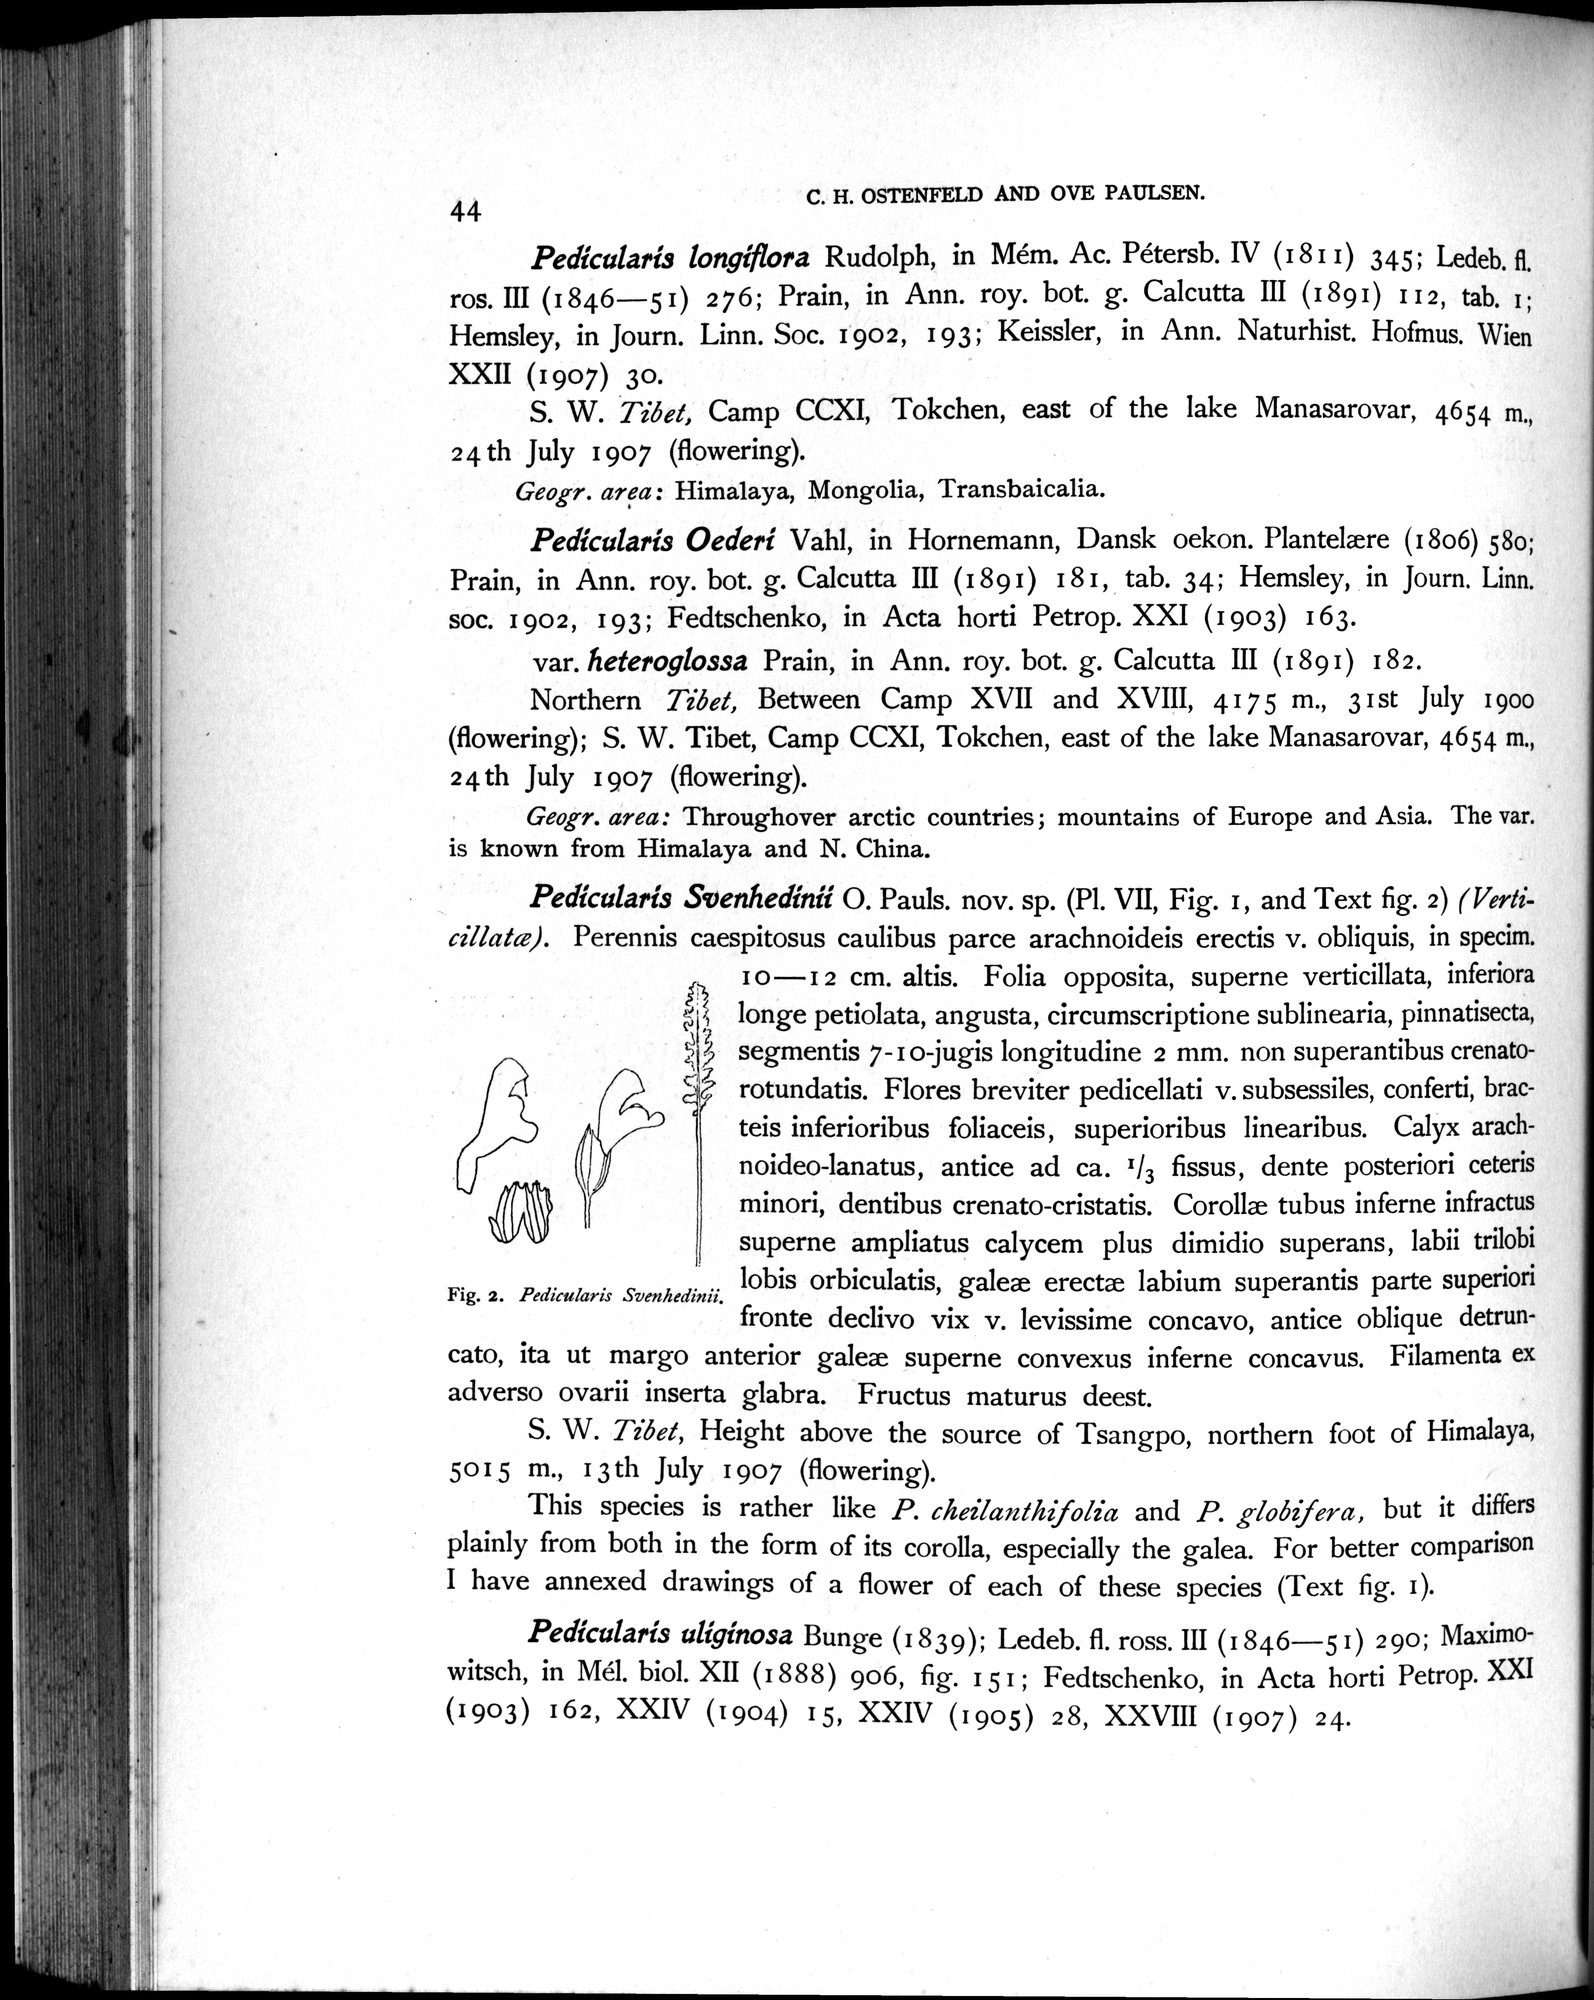 44
C. H. OSTENFELD AND OVE PAULSEN.
Pedicularis longiflora Rudolph, in Mém. Ac. Pétersb. IV (1811) 345; Ledeb. fl.
ros. III (1846—51) 276; Prain, in Ann. roy. bot. g. Calcutta III (1891) 112, tab. 1;
Hemsley, in Journ. Linn. Soc. 1902, 193; Keissler, in Ann. Naturhist. Hofmus. Wien
XXII (1907) 30.
S. W. Tibet, Camp CCXI, Tokchen, east of the lake Manasarovar, 4654 m.,
24th July 1907 (flowering).
Geogr. area: Himalaya, Mongolia, Transbaicalia.
Pedicularis Oederi Vahl, in Hornemann, Dansk oekon. Plantelære (1806) 580;
Prain, in Ann. roy. bot. g. Calcutta III (1891) 181, tab. 34; Hemsley, in Journ. Linn.
soc. 1902, 193; Fedtschenko, in Acta horti Petrop. XXI (1903) 163.
var. heteroglossa Prain, in Ann. roy. bot. g. Calcutta III (1891) 182.
Northern Tibet, Between Camp XVII and XVIII, 4175 m., 31st July 1900
(flowering); S. W. Tibet, Camp CCXI, Tokchen, east of the lake Manasarovar, 4654 m.,
24th July 1907 (flowering).
Geogr. area: Throughover arctic countries; mountains of Europe and Asia. The var.
is known from Himalaya and N. China.
Pedicularis Svenhedinii O. Pauls. nov. sp. (Pl. VII, Fig. 1, and Text fig. 2) (Verti-
cillatæ). Perennis caespitosus caulibus parce arachnoideis erectis v. obliquis, in specim.
10—12 cm. altis. Folia opposita, superne verticillata, inferiora
longe petiolata, angusta, circumscriptione sublinearia, pinnatisecta,
segmentis 7-10-jugis longitudine 2 mm. non superantibus crenato-
rotundatis. Flores breviter pedicellati v. subsessiles, conferti, brac-
teis inferioribus foliaceis, superioribus linearibus. Calyx arach-
noideo-lanatus, antice ad ca. 1/3 fissus, dente posteriori ceteris
minori, dentibus crenato-cristatis. Corollæ tubus inferne infractus
superne ampliatus calycem plus dimidio superans, labii trilobi
lobis orbiculatis, galeæ erectæ labium superantis parte superiori
fronte declivo vix v. levissime concavo, antice oblique detrun-
cato, ita ut margo anterior galeæ superne convexus inferne concavus. Filamenta ex
adverso ovarii inserta glabra. Fructus maturus deest.
Fig. 2. Pedicularis Svenhedinii.
S. W. Tibet, Height above the source of Tsangpo, northern foot of Himalaya,
5015 m., 13th July 1907 (flowering).
This species is rather like P. cheilanthifolia and P. globifera, but it differs
plainly from both in the form of its corolla, especially the galea. For better comparison
I have annexed drawings of a flower of each of these species (Text fig. 1).
Pedicularis uliginosa Bunge (1839); Ledeb. fl. ross. III (1846—51) 290; Maximo-
witsch, in Mél. biol. XII (1888) 906, fig. 151; Fedtschenko, in Acta horti Petrop. XXI
(1903) 162, XXIV (1904) 15, XXIV (1905) 28, XXVIII (1907) 24.